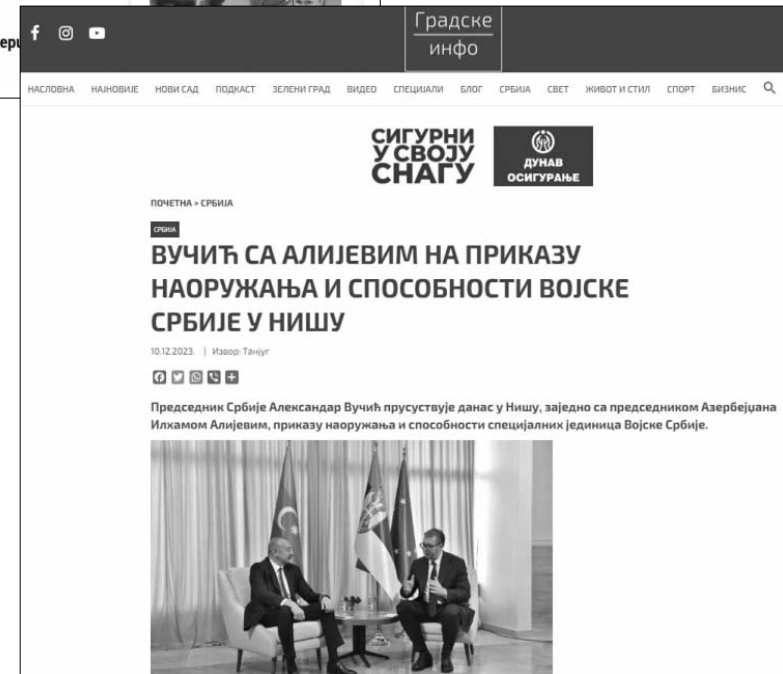 ерц
Градске
инфо
НАСЛОВНА НАЈНОВИЈЕ НОВИ САД ПОДКАСТ ЗЕЛЕНИ ГРАД ВИДЕО СПЕЦИЈАЛИ БЛОГ СРБИЈА СВЕТ ЖИВОТ И СТИЛ СПОРТ БИЗНИС
СИГУРНИ
У СВОЈУ
СНАГУ
ДУНАВ
ОСИГУРАЊЕ
ПОЧЕТНА > СРБИЈА
СРБИЈА
ВУЧИЋ СА АЛИЈЕВИМ НА ПРИКАЗУ
НАОРУЖАЊА И СПОСОБНОСТИ ВОЈСКЕ
СРБИЈЕ У НИШУ
10.12.2023. | Извор: Танјуг
Председник Србије Александар Вучић прусуствује данас у Нишу, заједно са председником Азербејџана
Илхамом Алијевим, приказу наоружања и способности специјалних јединица Војске Србије.